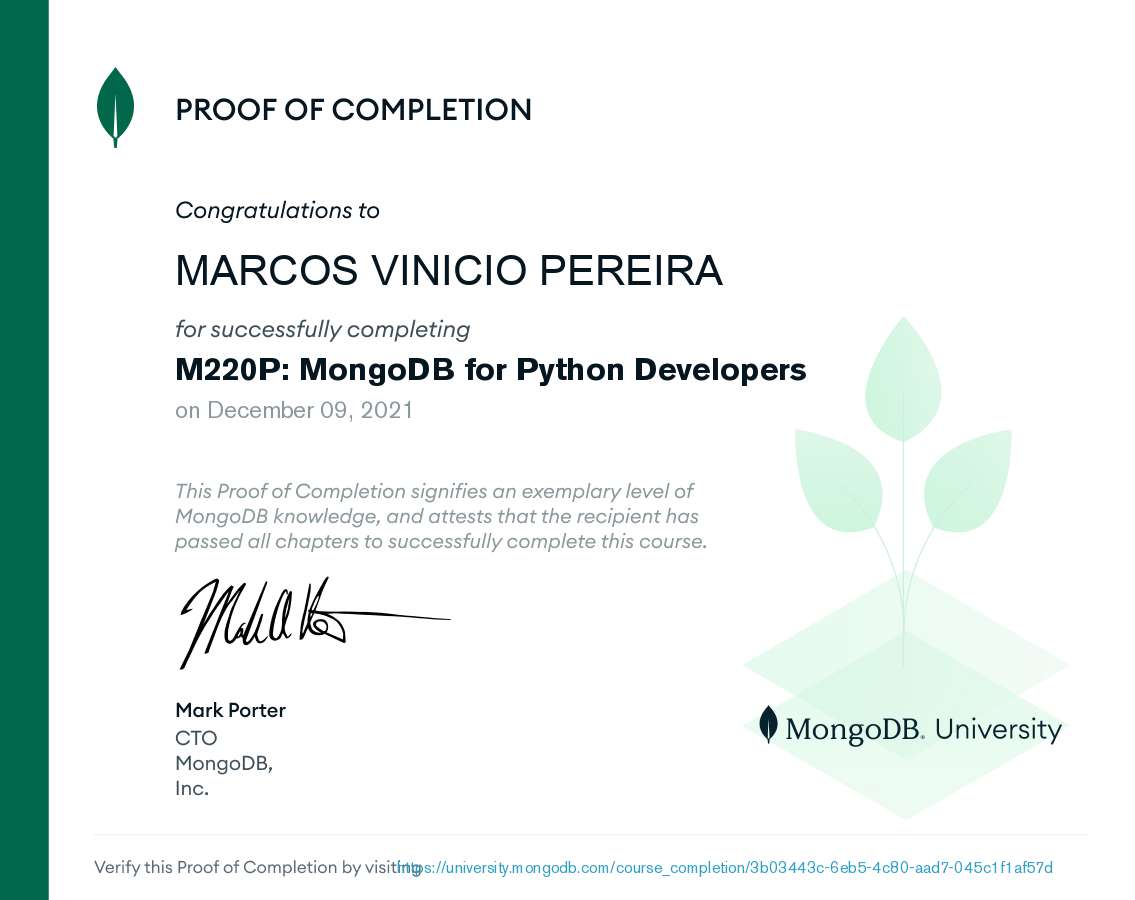 PROOF OF COMPLETION
Congratulations to
MARCOS VINICIO PEREIRA
for successfully completing
M220P: MongoDB for Python Developers
on December 09, 2021
This Proof of Completion signifies an exemplary level of
MongoDB knowledge, and attests that the recipient has
passed all chapters to successfully complete this course.
Mark Porter
CTO
MongoDB,
Inc.
MongoDB. University
Verify this Proof of Completion by visiting https://university.mongodb.com/course_completion/3b03443c-6eb5-4c80-aad7-045c1f1af57d